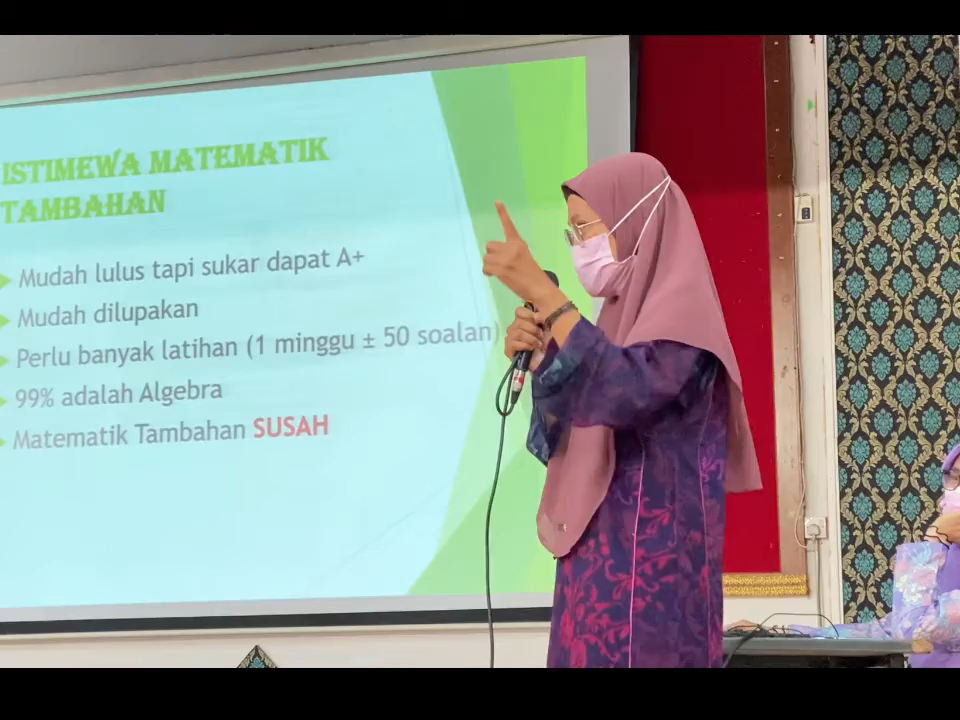 ISTIMEWA MATEMATIK
TAMBAHAN
Mudah lulus tapi sukar dapat A+
Mudah dilupakan
Perlu banyak latihan (1 minggu ± 50 soalan)
99% adalah Algebra
Matematik Tambahan SUSAH